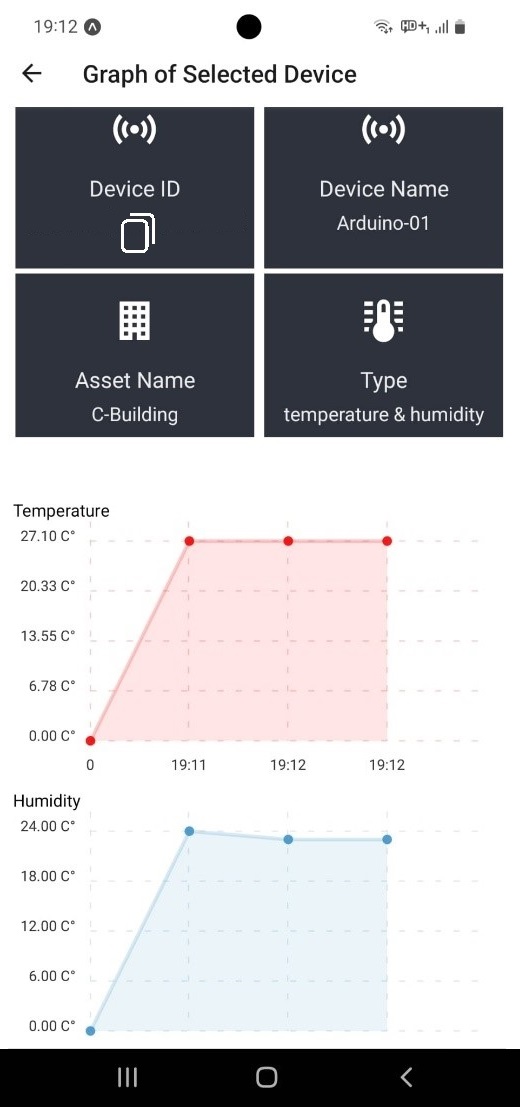 19:12
Graph of Selected Device
Device ID
Device Name
Arduino-01
Asset Name
C-Building
Type
temperature & humidity
Temperature
27.10 C°
20.33 C°
13.55 C°
6.78 C°
0.00 C°
0 19:11 19:12 19:12
Humidity
24.00 C°
18.00 C°
12.00 C°
6.00 C°
0.00 C°